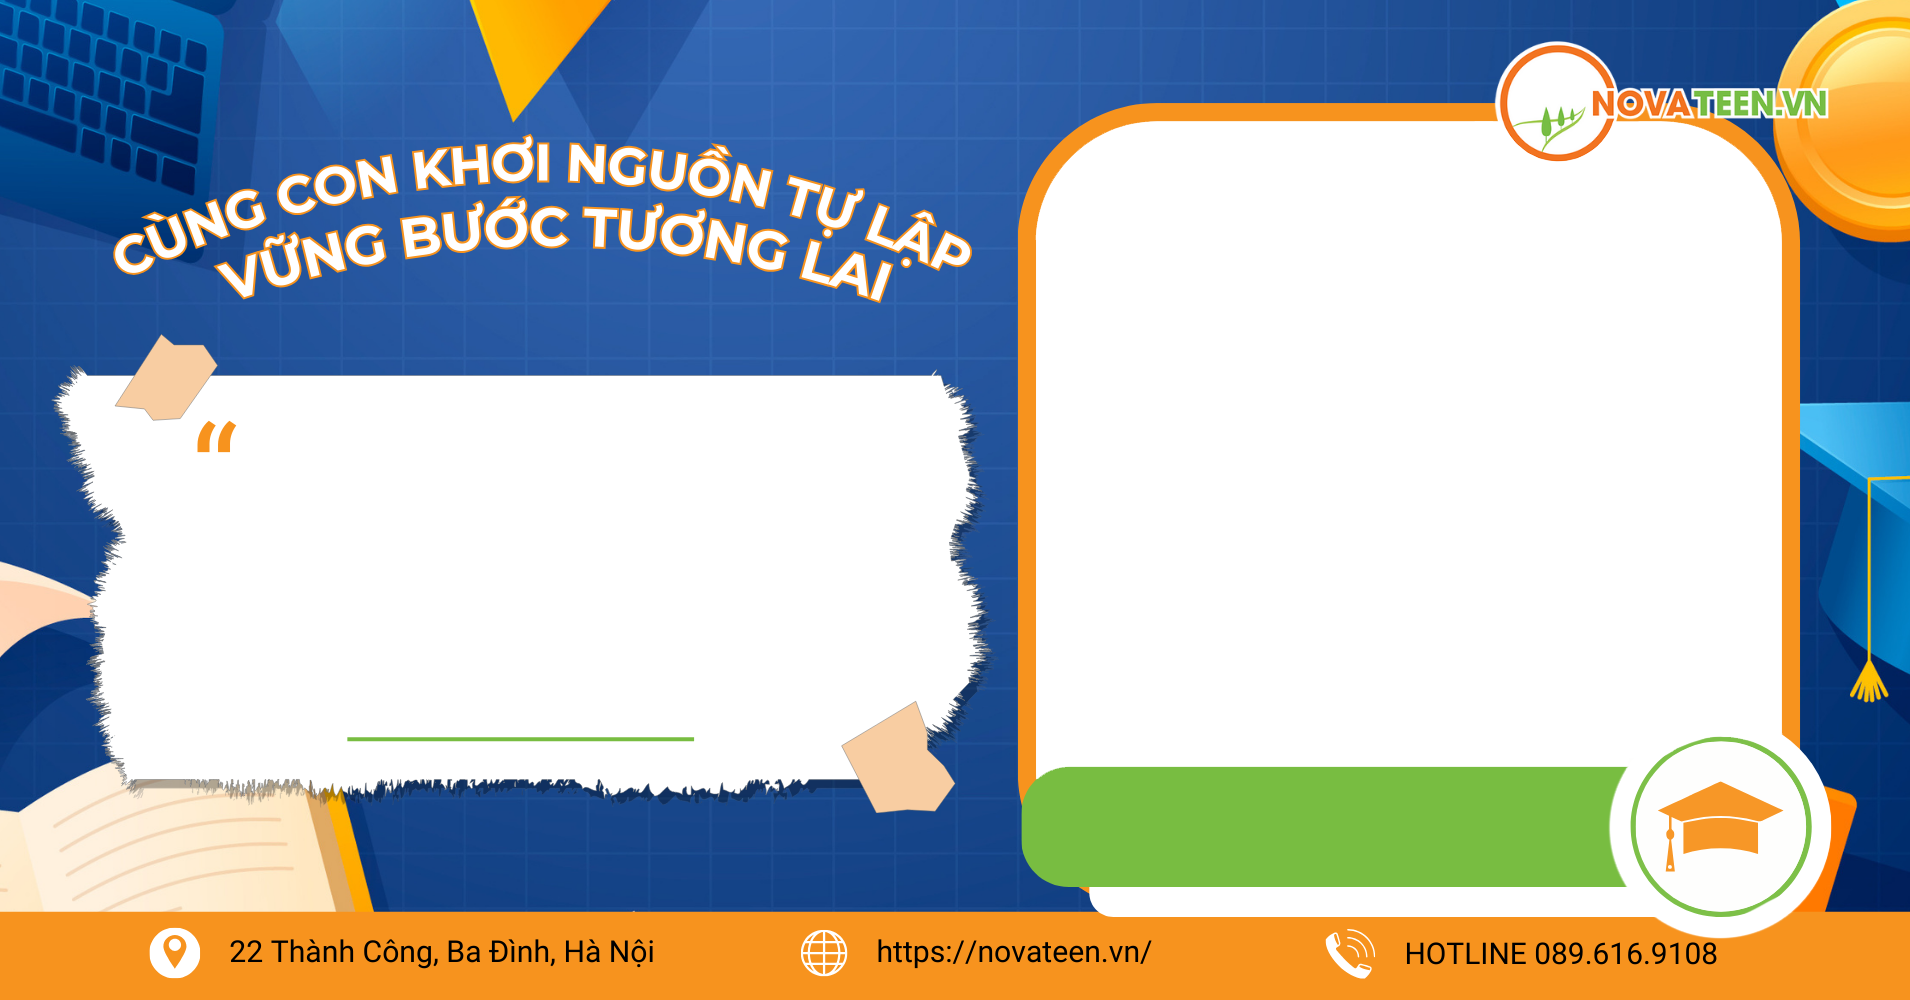 NOVATEEN.VN
CÙNG CON KHƠI NGUỒN TỰ LẬP
VỮNG BƯỚC TƯƠNG LAI
“
22 Thành Công, Ba Đình, Hà Nội
https://novateen.vn/
HOTLINE 089.616.9108